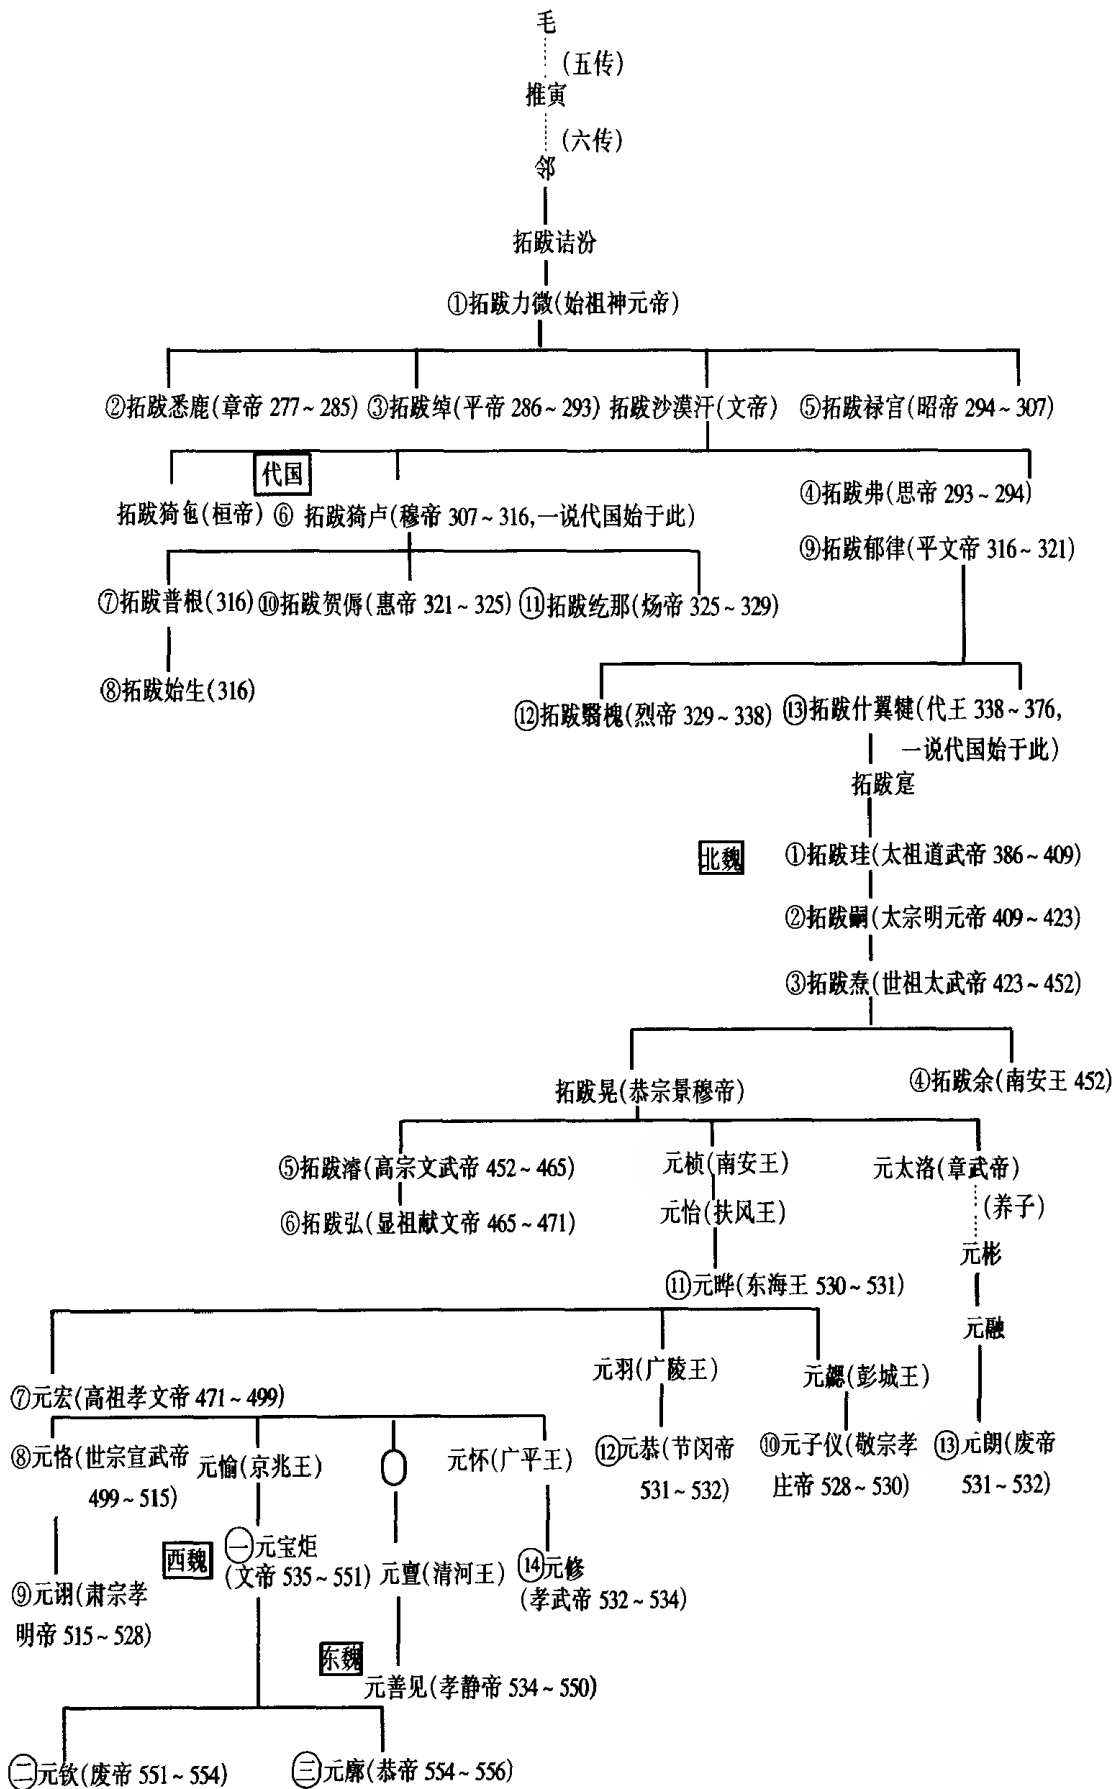 毛
(五传)
推寅
(六传)
邻
拓跋诘汾
①拓跋力微(始祖神元帝)
②拓跋悉鹿(章帝 277~285)
③拓跋绰(平帝 286~293)
拓跋沙漠汗(文帝)
⑤拓跋禄官(昭帝 294~307)
代国
拓跋猗㐌(桓帝)
⑥ 拓跋猗卢(穆帝 307~316,一说代国始于此)
④拓跋弗(思帝 293~294)
⑨拓跋郁律(平文帝 316~321)
⑦拓跋普根(316)
⑩拓跋贺傉(惠帝 321~325)
⑪拓跋纥那(炀帝 325~329)
⑧拓跋始生(316)
⑫拓跋翳槐(烈帝 329~338)
⑬拓跋什翼犍(代王 338~376,
一说代国始于此)
拓跋寔
北魏
①拓跋珪(太祖道武帝 386~409)
②拓跋嗣(太宗明元帝 409~423)
③拓跋焘(世祖太武帝 423~452)
拓跋晃(恭宗景穆帝)
④拓跋余(南安王 452)
⑤拓跋濬(高宗文武帝 452~465)
元桢(南安王)
元太洛(章武帝)
⑥拓跋弘(显祖献文帝 465~471)
元怡(扶风王)
(养子)
元彬
⑪元晔(东海王 530~531)
元融
元羽(广陵王)
元勰(彭城王)
⑦元宏(高祖孝文帝 471~499)
⑧元恪(世宗宣武帝
499~515)
元愉(京兆王)
元怀(广平王)
⑫元恭(节闵帝
531~532)
⑩元子仪(敬宗孝
庄帝 528~530)
⑬元朗(废帝
531~532)
西魏
㊀元宝炬
(文帝 535~551)
元亶(清河王)
⑭元修
(孝武帝 532~534)
⑨元诩(肃宗孝
明帝 515~528)
东魏
元善见(孝静帝 534~550)
㊁元钦(废帝 551~554)
㊂元廓(恭帝 554~556)